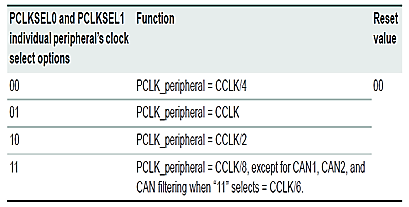 PCLKSEL0 and PCLKSEL1 Function Reset
individual peripheral's clock value
select options
00 PCLK_peripheral = CCLK/4 00
01 PCLK_peripheral = CCLK
10 PCLK_peripheral = CCLK/2
11 PCLK_peripheral = CCLK/8, except for CAN1, CAN2, and
CAN filtering when "11" selects = CCLK/6.